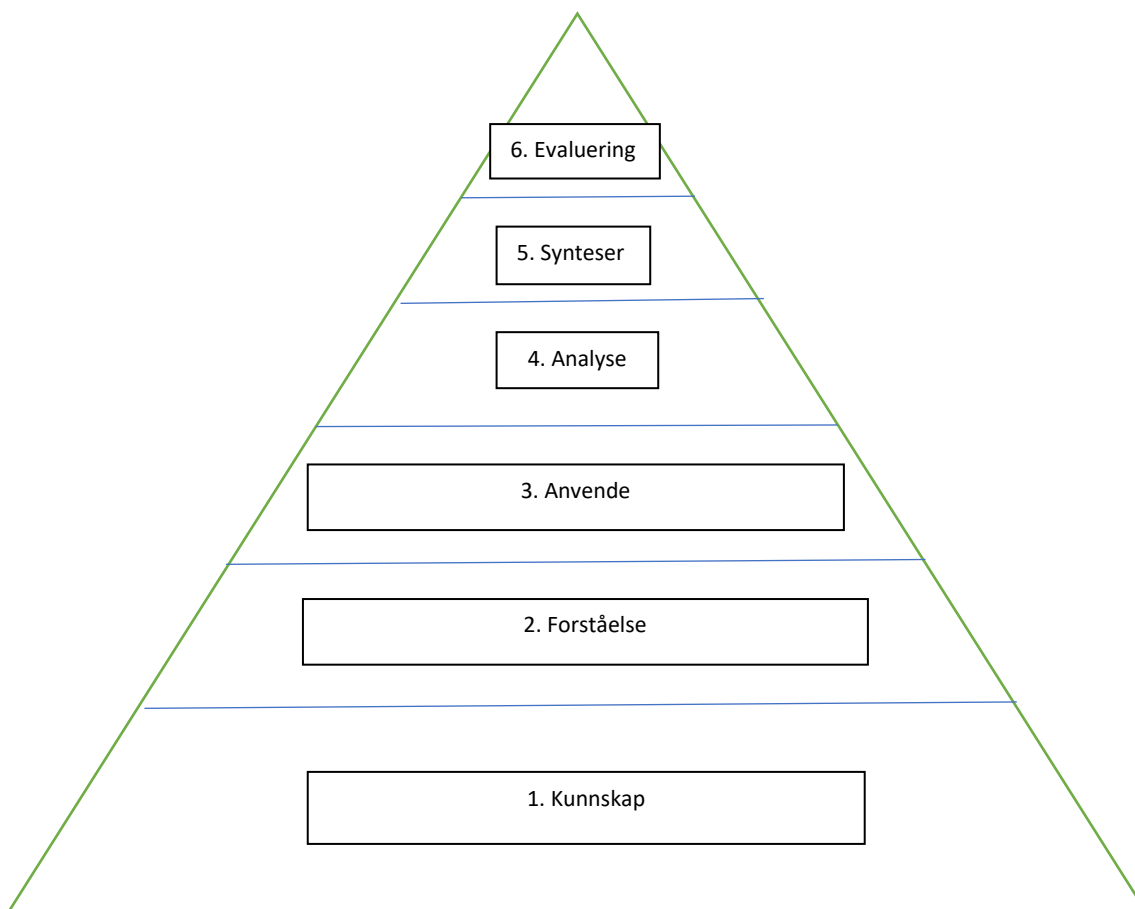 6. Evaluering
5. Synteser
4. Analyse
3. Anvende
2. Forståelse
1. Kunnskap